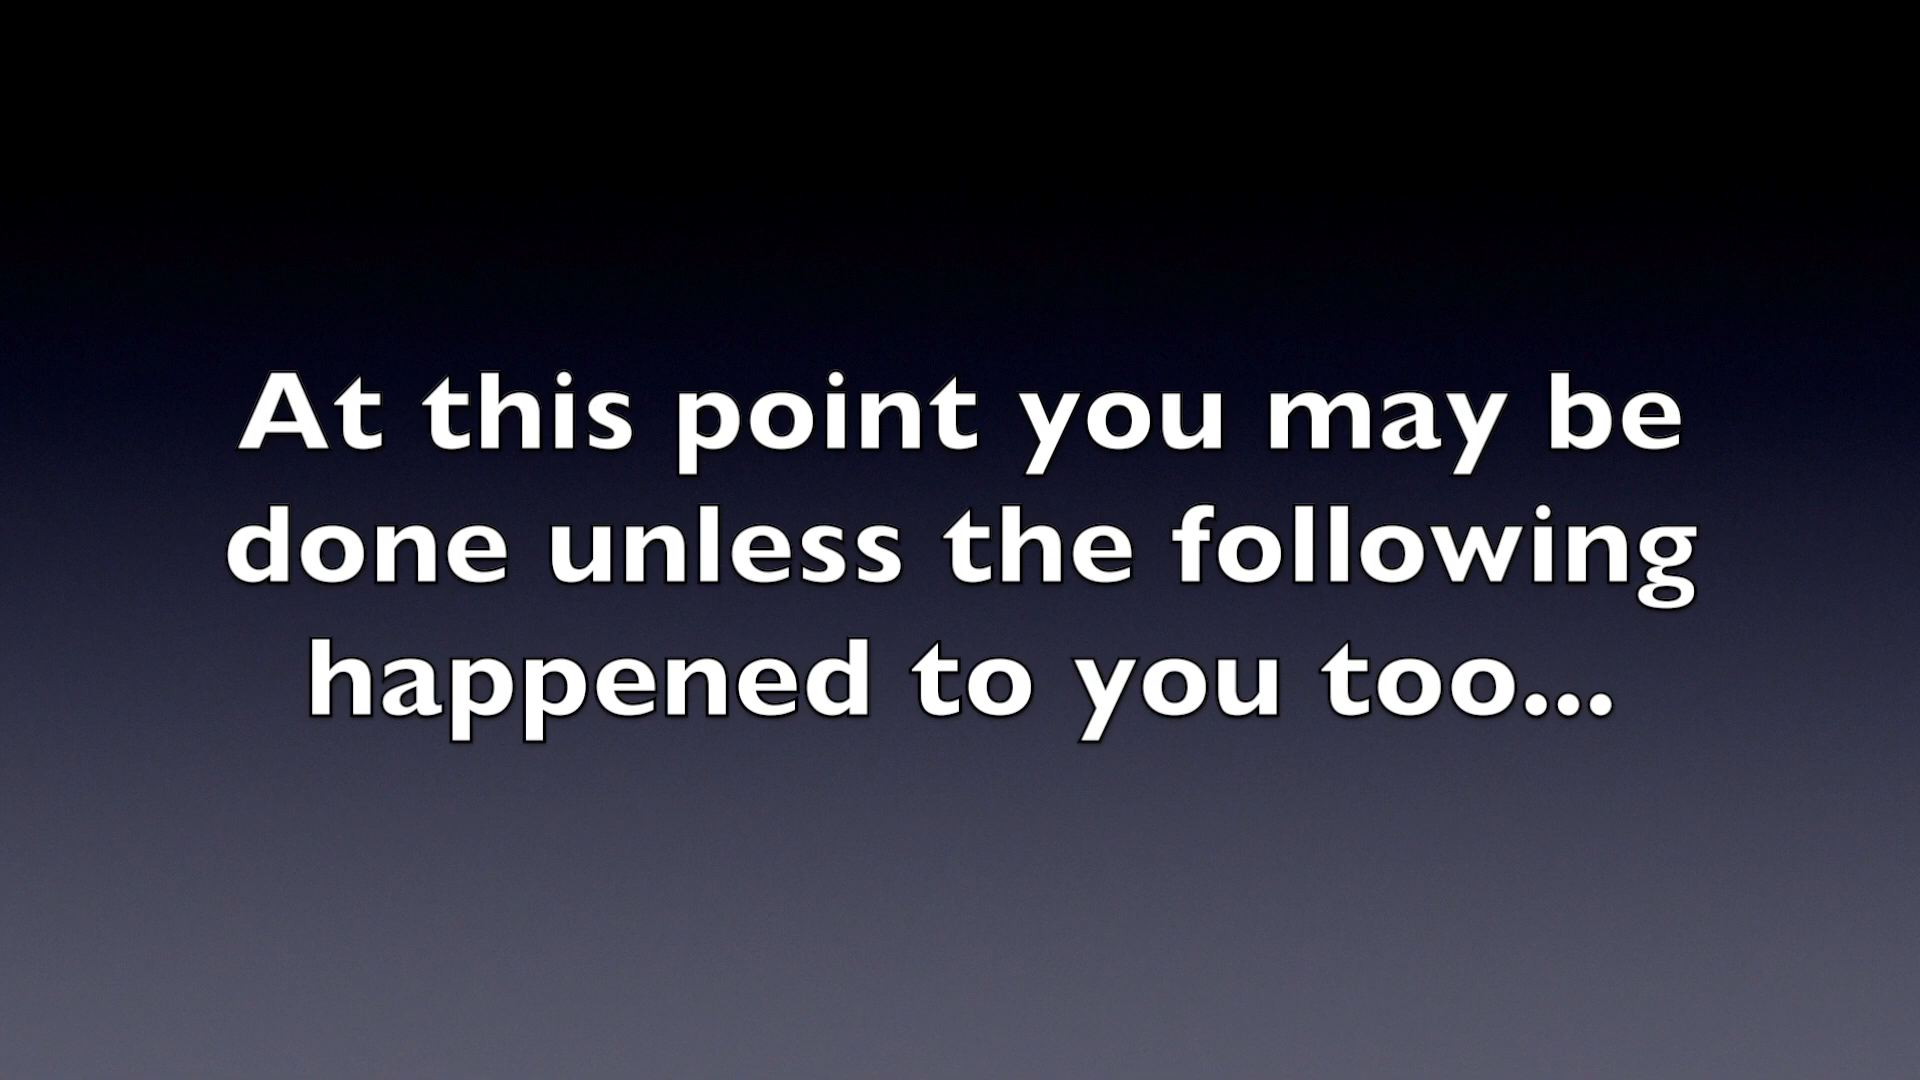 At this point you may be
done unless the following
happened to you too...